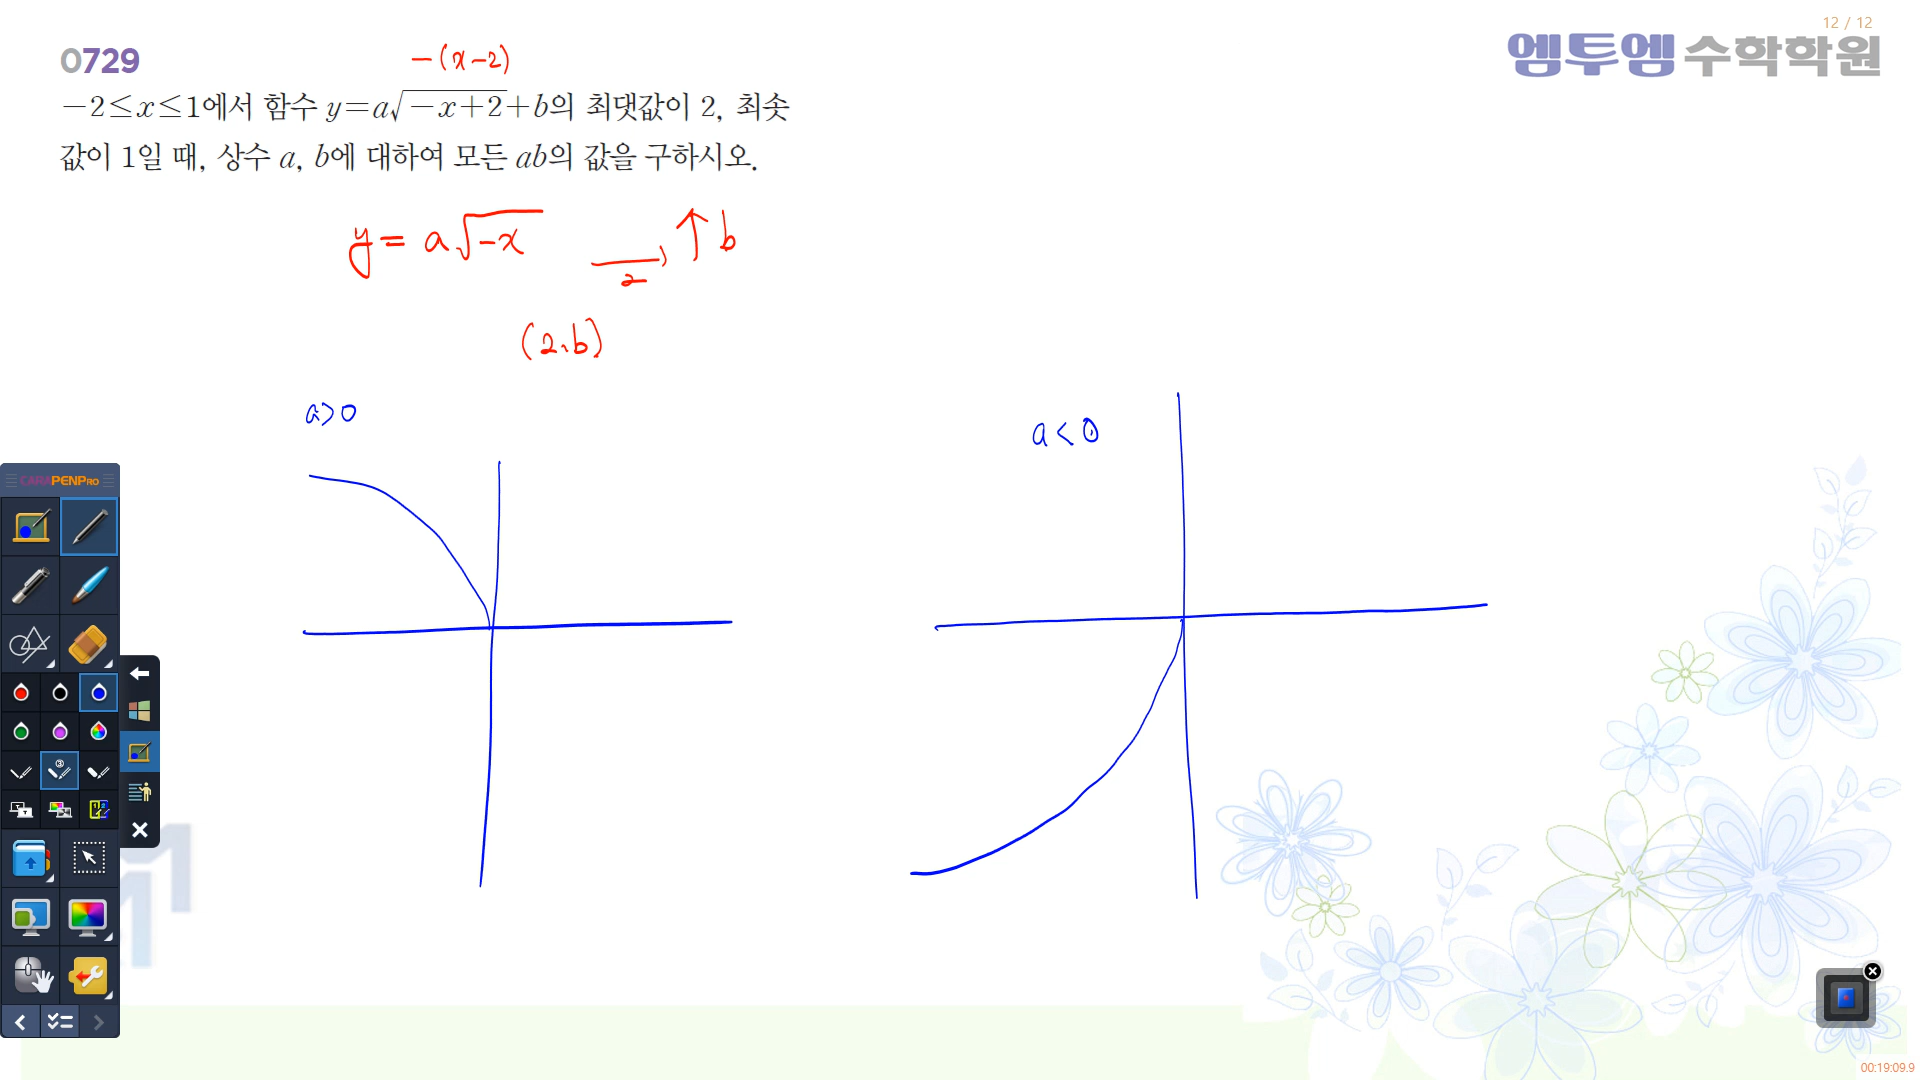 12 / 12
엠투엠수학학원
0729
-(x-2)
-2≤x≤1에서 함수 y=a√(-x+2)+b의 최댓값이 2, 최솟
값이 1일 때, 상수 a, b에 대하여 모든 ab의 값을 구하시오.
y = a√-x 2 → ↑b
(2, b)
a>0
a<0
CARAPENPRO
00:19:09.9